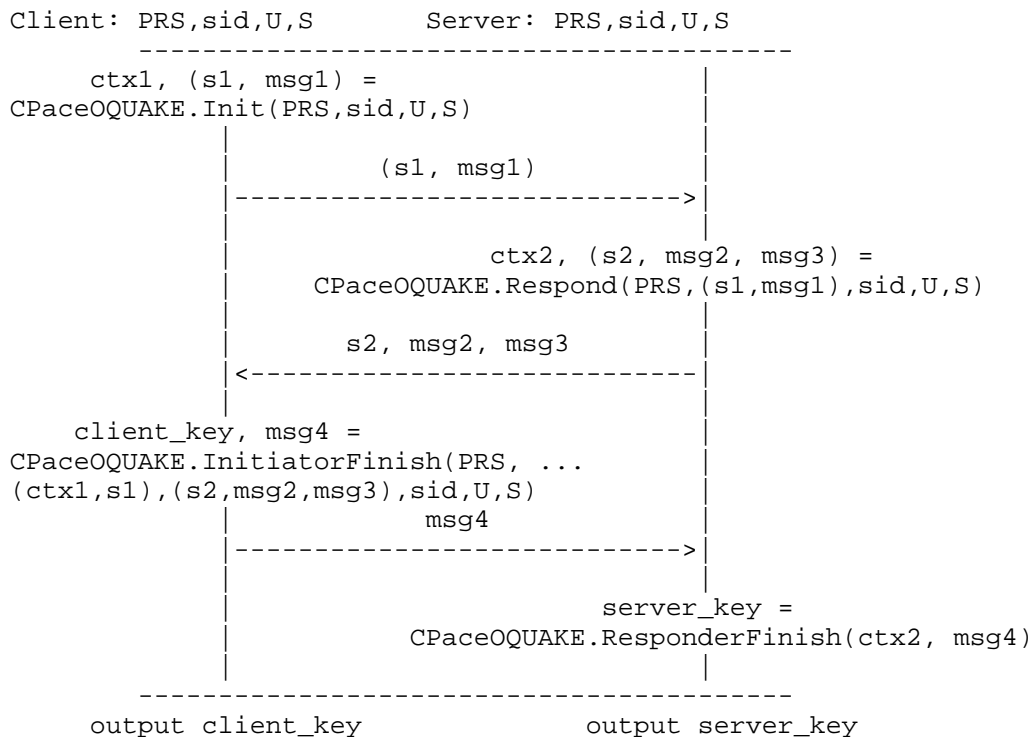 Client: PRS,sid,U,S Server: PRS,sid,U,S
ctx1, (s1, msg1) =
CPaceOQUAKE.Init(PRS,sid,U,S)
(s1, msg1)
ctx2, (s2, msg2, msg3) =
CPaceOQUAKE.Respond(PRS,(s1,msg1),sid,U,S)
s2, msg2, msg3
client_key, msg4 =
CPaceOQUAKE.InitiatorFinish(PRS, ...
(ctx1,s1),(s2,msg2,msg3),sid,U,S)
msg4
server_key =
CPaceOQUAKE.ResponderFinish(ctx2, msg4)
output client_key output server_key